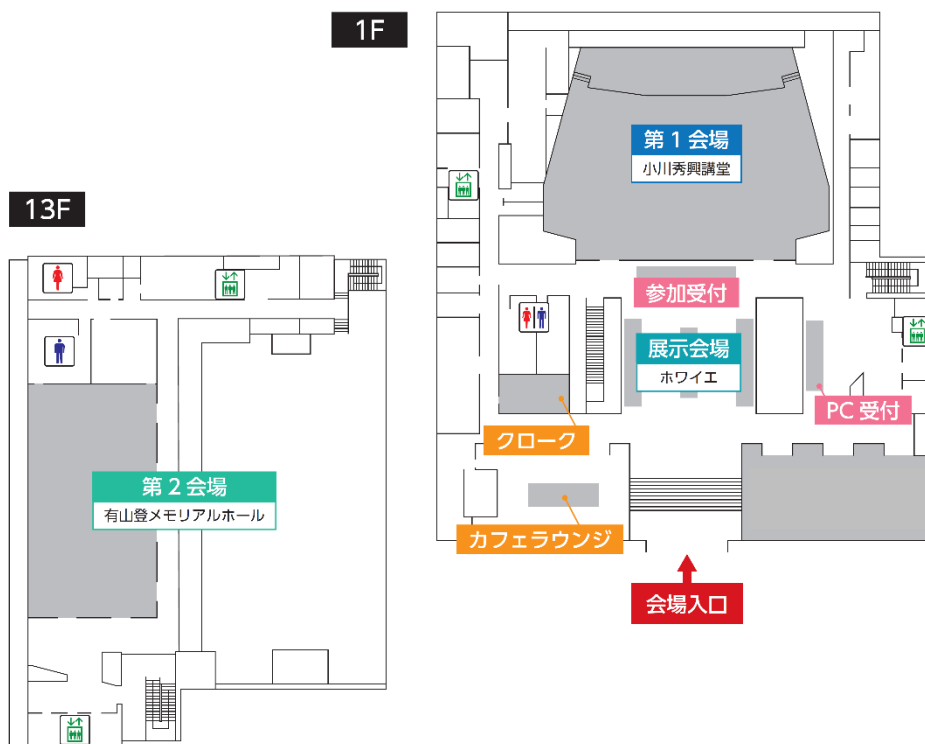 1F
第1会場
小川秀興講堂
13F
参加受付
展示会場
ホワイエ
PC受付
クローク
第2会場
有山登メモリアルホール
カフェラウンジ
会場入口